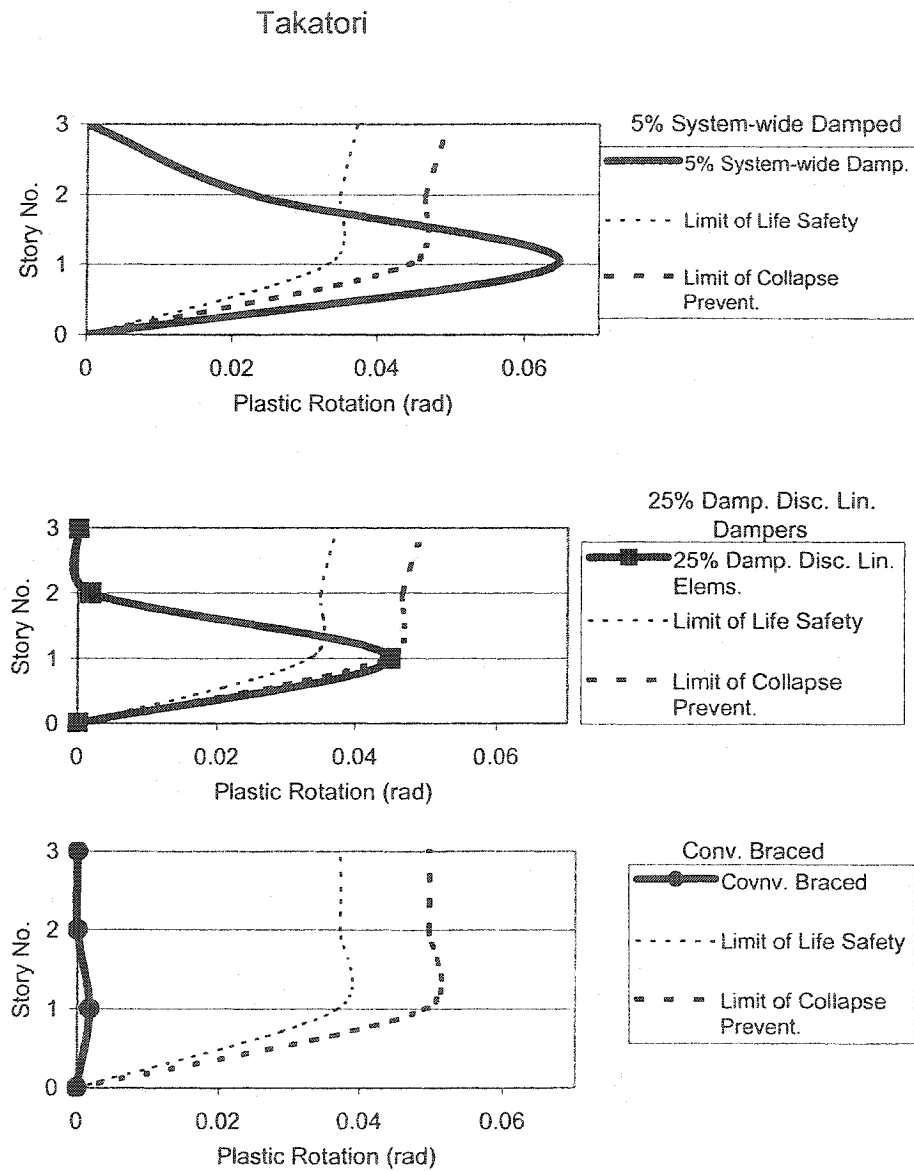 Takatori
5% System-wide Damped
5% System-wide Damp.
Limit of Life Safety
Limit of Collapse
Prevent.
Story No.
3
2
1
0
0 0.02 0.04 0.06
Plastic Rotation (rad)
25% Damp. Disc. Lin.
Dampers
25% Damp. Disc. Lin.
Elems.
Limit of Life Safety
Limit of Collapse
Prevent.
Story No.
3
2
1
0
0 0.02 0.04 0.06
Plastic Rotation (rad)
Conv. Braced
Covnv. Braced
Limit of Life Safety
Limit of Collapse
Prevent.
Story No.
3
2
1
0
0 0.02 0.04 0.06
Plastic Rotation (rad)